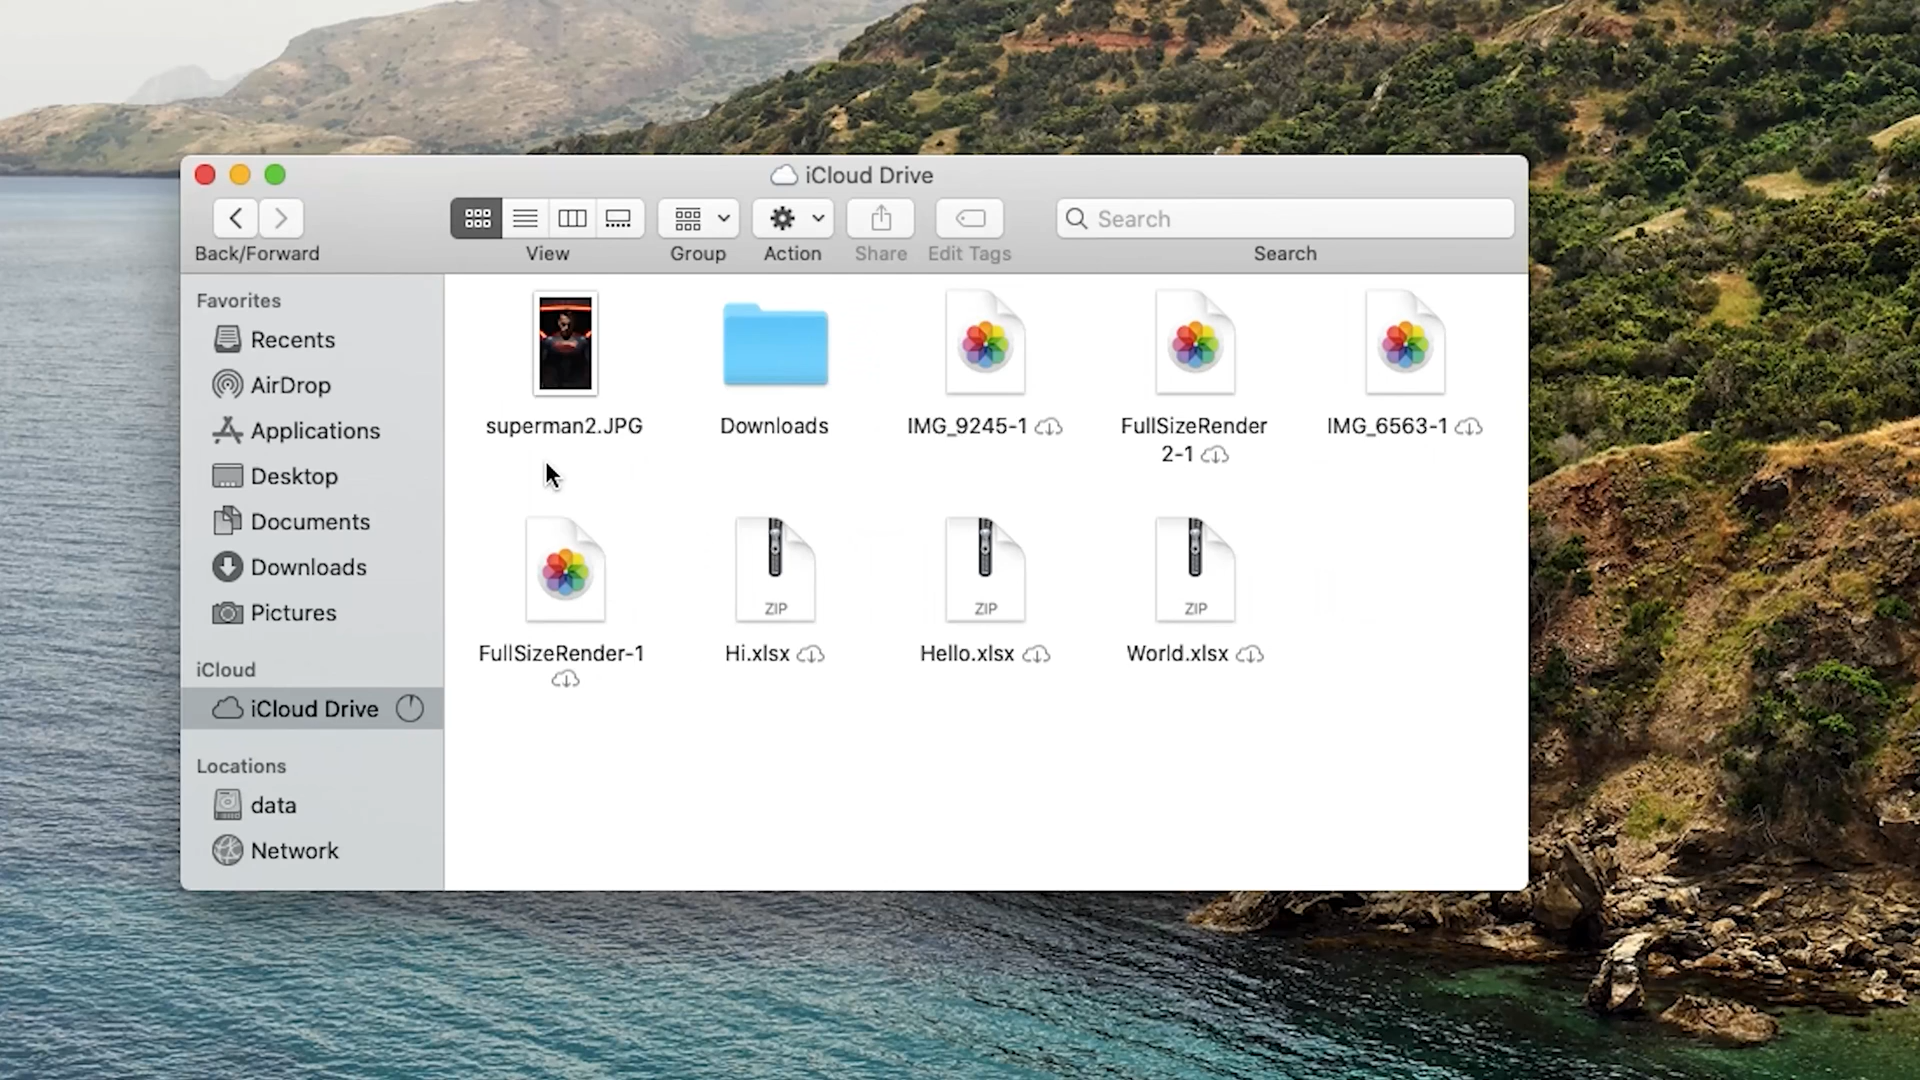 iCloud Drive
Search
Back/Forward
View
Group
Action
Share
Edit Tags
Search
Favorites
Recents
AirDrop
Applications
Desktop
Documents
Downloads
Pictures
iCloud
iCloud Drive
Locations
data
Network
superman2.JPG
Downloads
IMG_9245-1
FullSizeRender
2-1
IMG_6563-1
FullSizeRender-1
ZIP
Hi.xlsx
ZIP
Hello.xlsx
ZIP
World.xlsx